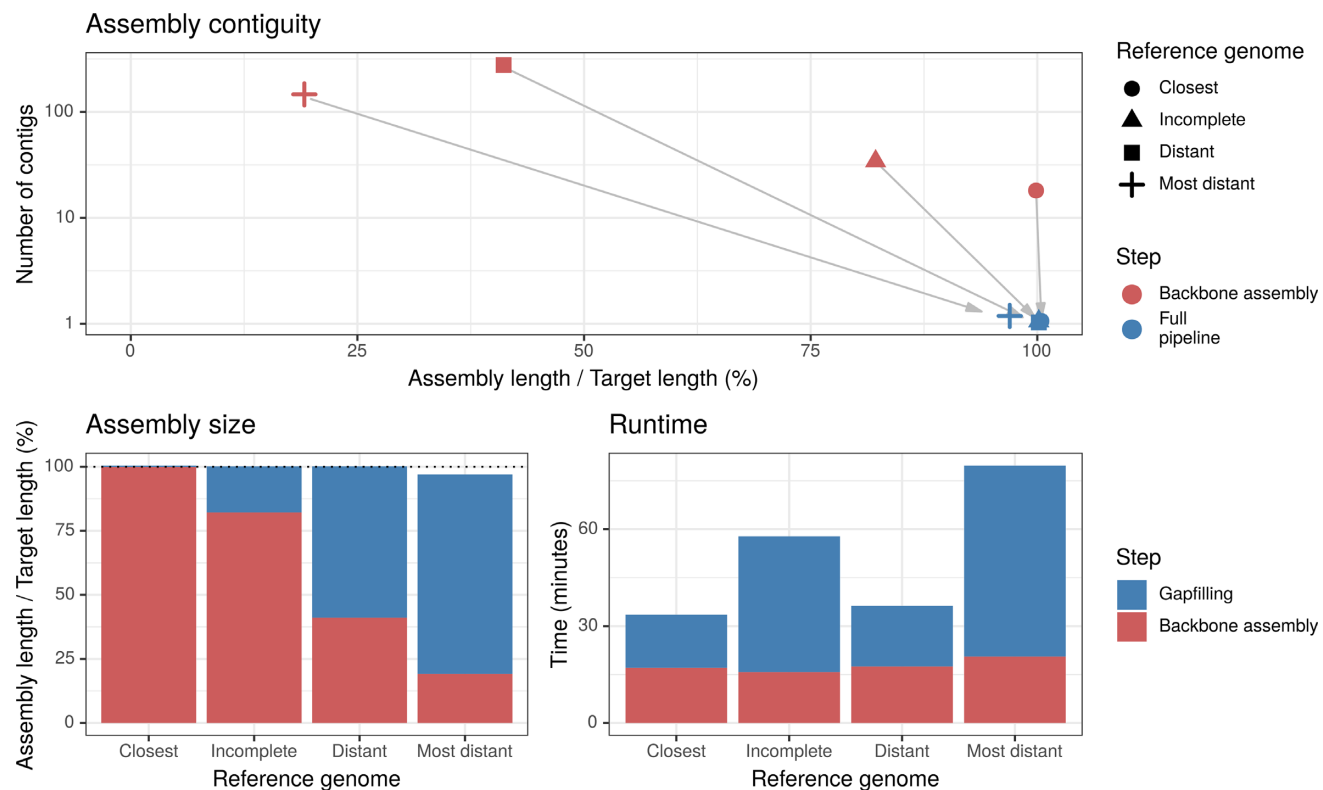 Assembly contiguity
Number of contigs
100
10
1
0
25
50
75
100
Assembly length / Target length (%)
Reference genome
Closest
Incomplete
Distant
Most distant
Step
Backbone assembly
Full
pipeline
Assembly size
Assembly length / Target length (%)
100
75
50
25
0
Closest
Incomplete
Distant
Most distant
Reference genome
Runtime
Time (minutes)
60
30
0
Closest
Incomplete
Distant
Most distant
Reference genome
Step
Gapfilling
Backbone assembly